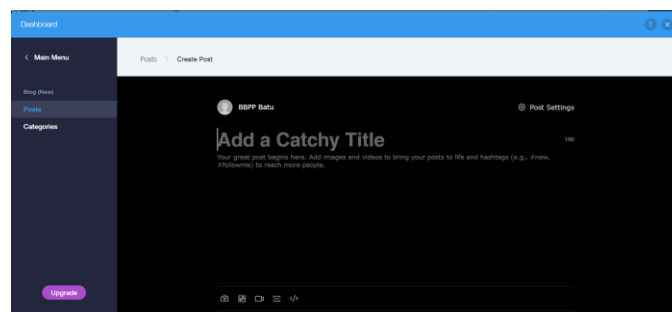 Dashboard
?
Main Menu
Posts
Create Post
Blog (New)
Posts
Categories
BBPP Batu
Post Settings
Add a Catchy Title
100
Your great post begins here. Add images and videos to bring your posts to life and hashtags (e.g., #new,
#followme) to reach more people.
Upgrade